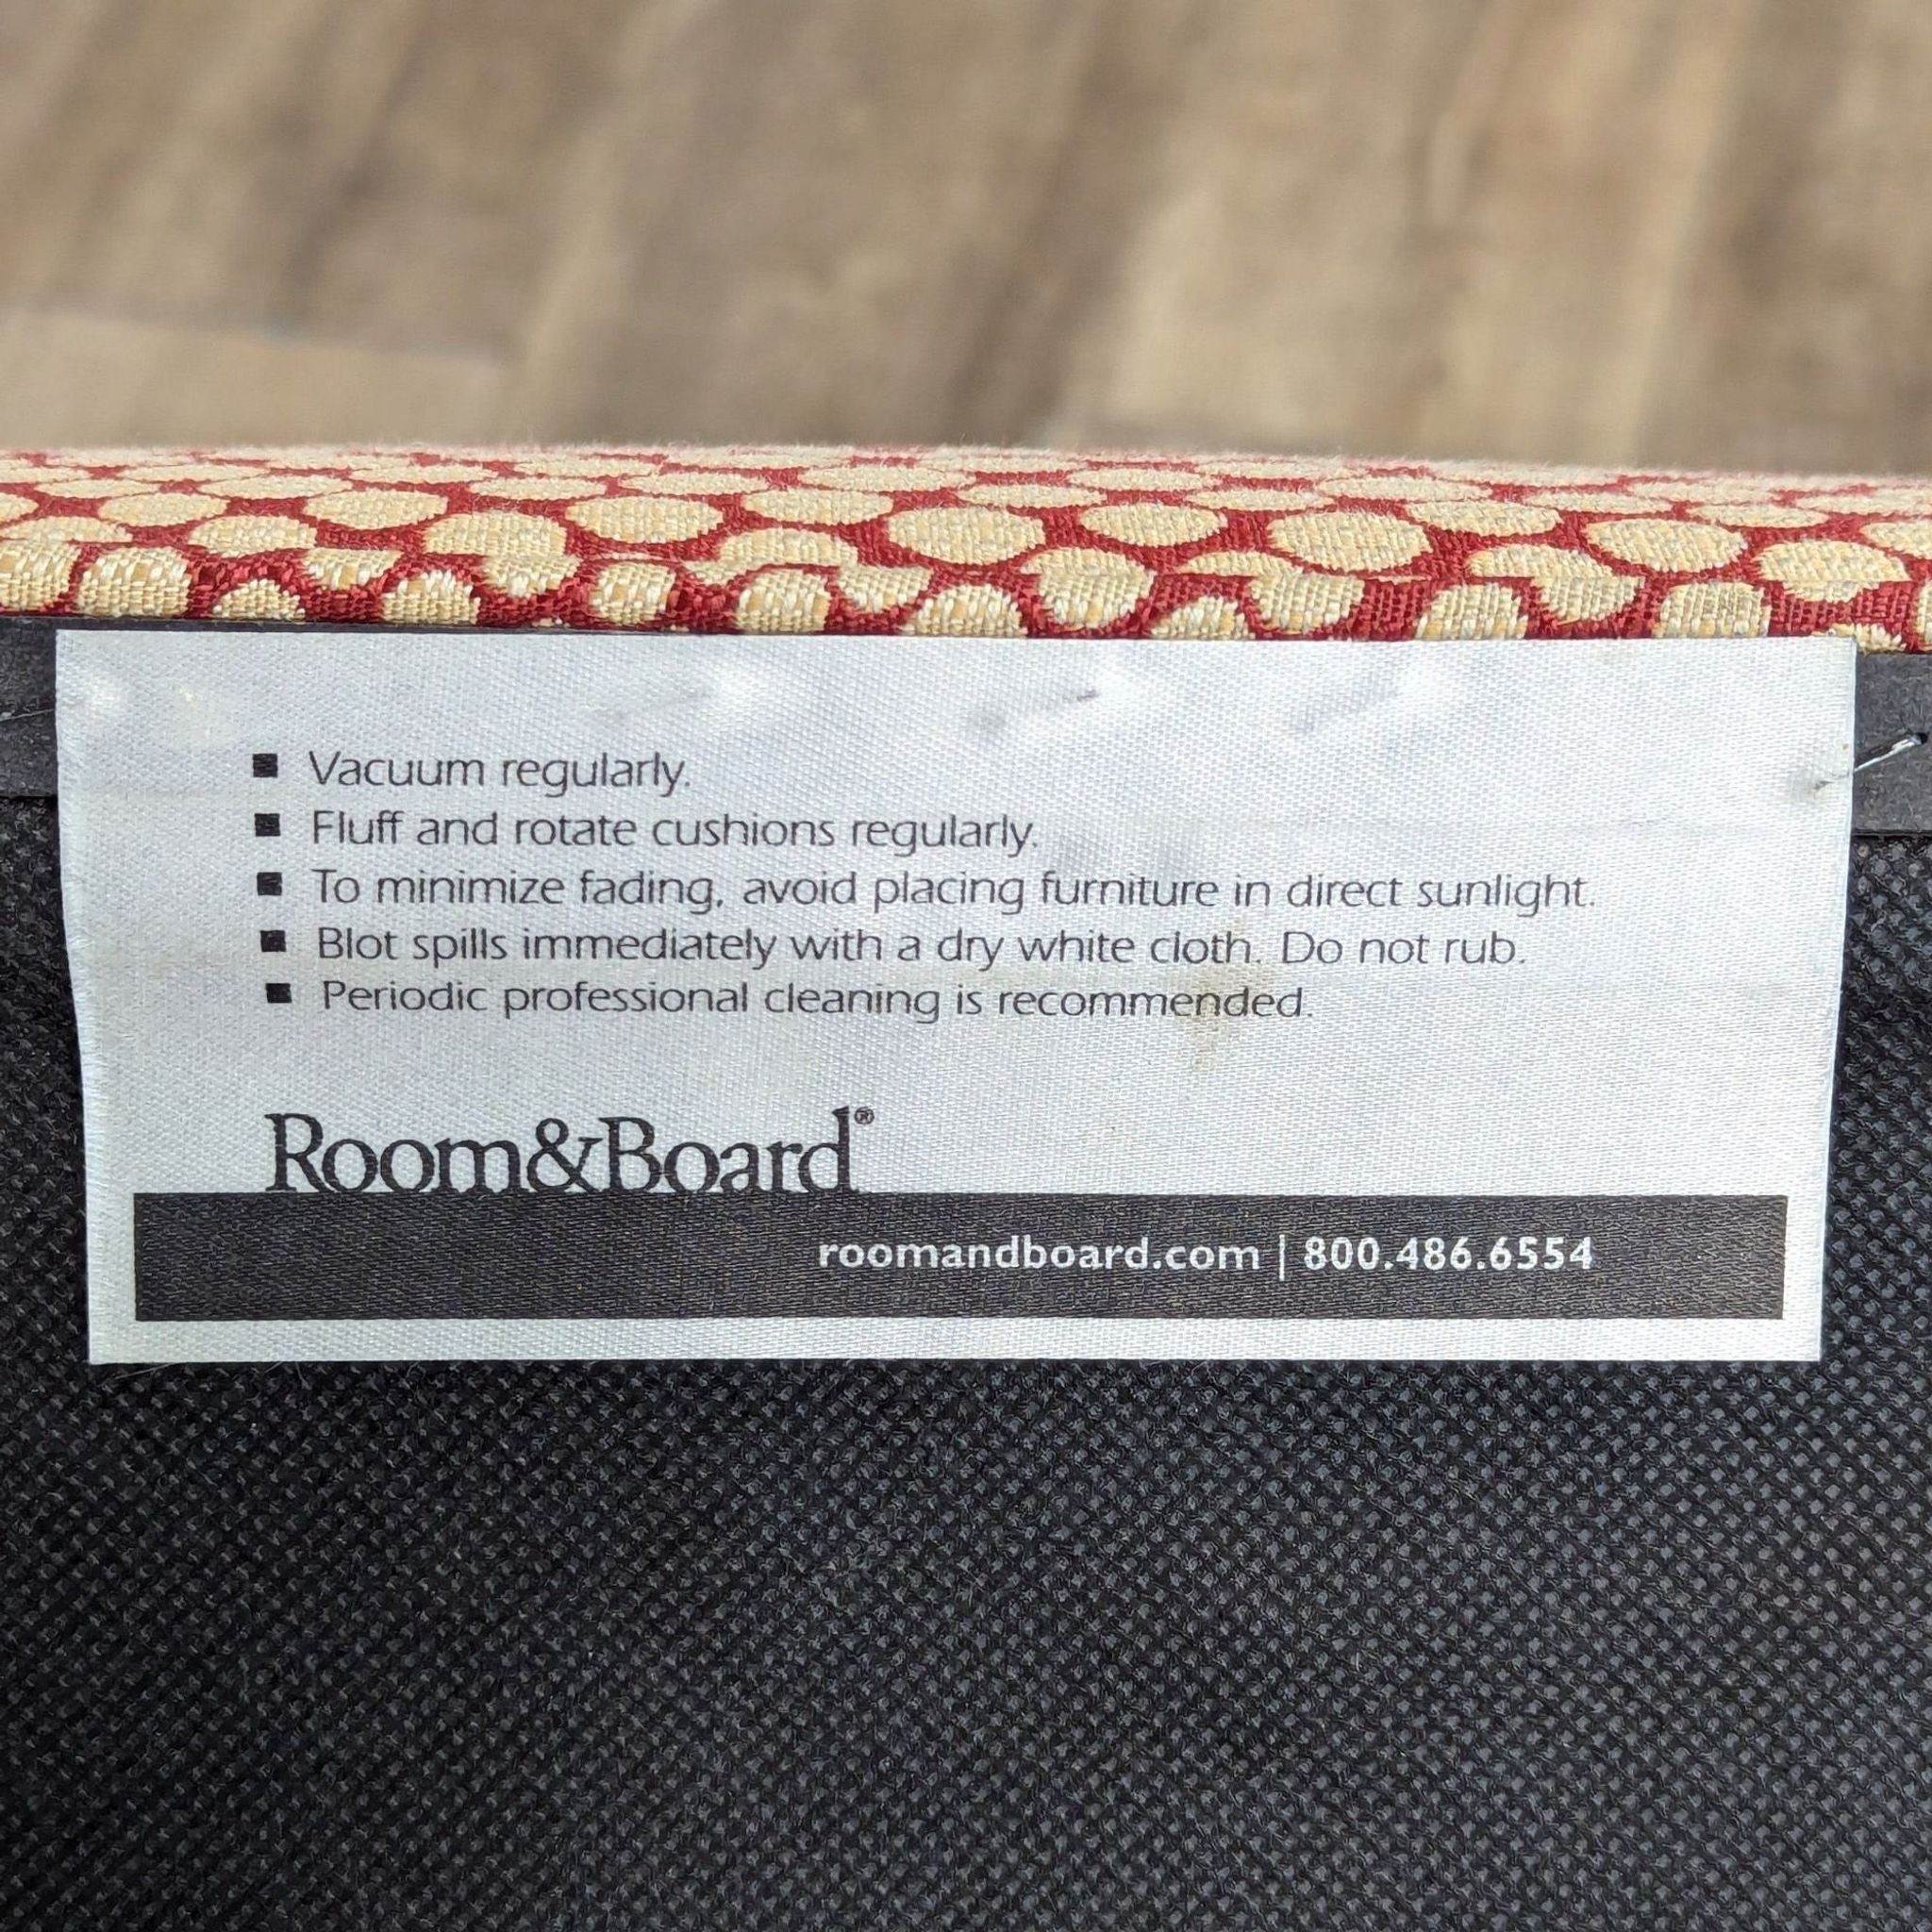 ▪ Vacuum regularly.
▪ Fluff and rotate cushions regularly.
▪ To minimize fading, avoid placing furniture in direct sunlight.
▪ Blot spills immediately with a dry white cloth. Do not rub.
▪ Periodic professional cleaning is recommended.
Room&Board®
roomandboard.com | 800.486.6554